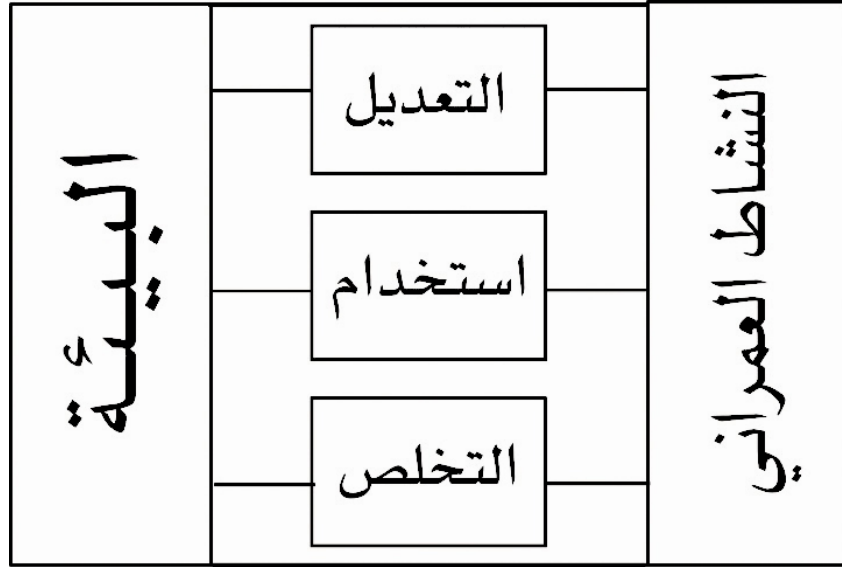 النشاط العمراني
التعديل
استخدام
التخلص
البيئة